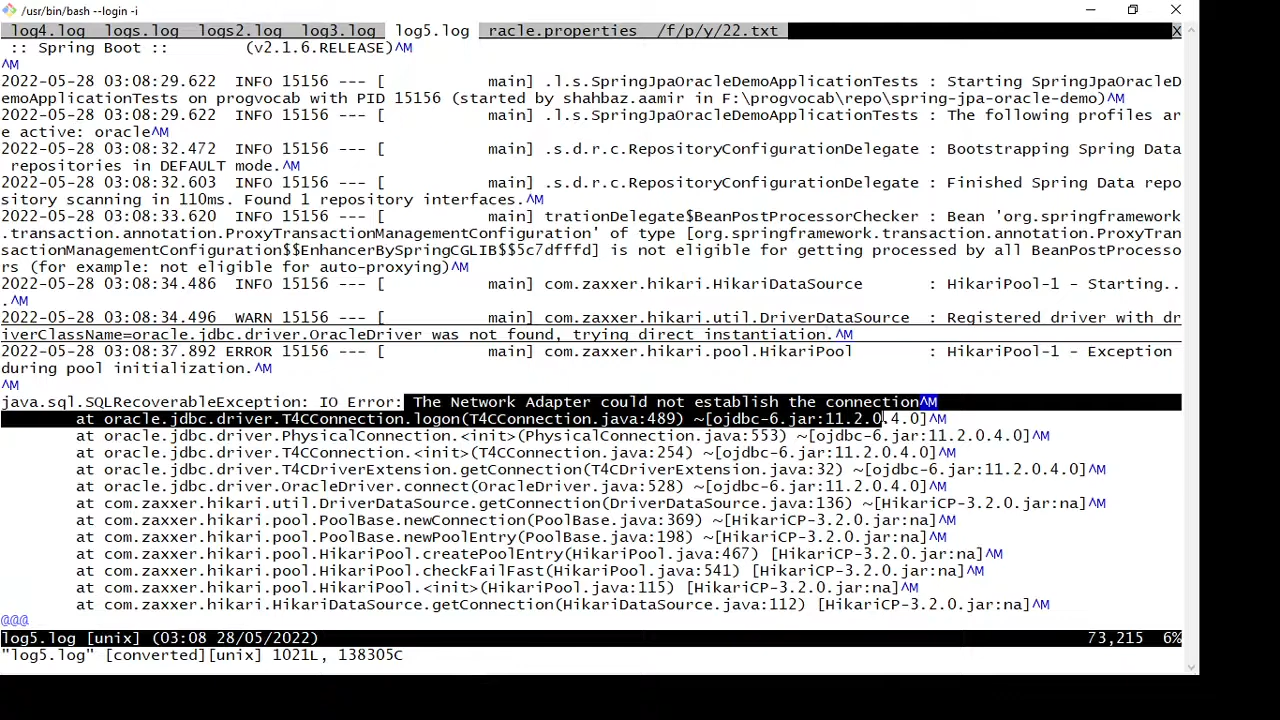 /usr/bin/bash --login -i
log4.log  logs.log  logs2.log  log3.log  log5.log  racle.properties  /f/p/y/22.txt  X
:: Spring Boot ::        (v2.1.6.RELEASE)^M
^M
2022-05-28 03:08:29.622  INFO 15156 --- [           main] .l.s.SpringJpaOracleDemoApplicationTests : Starting SpringJpaOracleD
emoApplicationTests on progvocab with PID 15156 (started by shahbaz.aamir in F:\progvocab\repo\spring-jpa-oracle-demo)^M
2022-05-28 03:08:29.622  INFO 15156 --- [           main] .l.s.SpringJpaOracleDemoApplicationTests : The following profiles ar
e active: oracle^M
2022-05-28 03:08:32.472  INFO 15156 --- [           main] .s.d.r.c.RepositoryConfigurationDelegate : Bootstrapping Spring Data
 repositories in DEFAULT mode.^M
2022-05-28 03:08:32.603  INFO 15156 --- [           main] .s.d.r.c.RepositoryConfigurationDelegate : Finished Spring Data repo
sitory scanning in 110ms. Found 1 repository interfaces.^M
2022-05-28 03:08:33.620  INFO 15156 --- [           main] trationDelegate$BeanPostProcessorChecker : Bean 'org.springframework
.transaction.annotation.ProxyTransactionManagementConfiguration' of type [org.springframework.transaction.annotation.ProxyTran
sactionManagementConfiguration$$EnhancerBySpringCGLIB$$5c7dfffd] is not eligible for getting processed by all BeanPostProcesso
rs (for example: not eligible for auto-proxying)^M
2022-05-28 03:08:34.486  INFO 15156 --- [           main] com.zaxxer.hikari.HikariDataSource       : HikariPool-1 - Starting..
.^M
2022-05-28 03:08:34.496  WARN 15156 --- [           main] com.zaxxer.hikari.util.DriverDataSource  : Registered driver with dr
iverClassName=oracle.jdbc.driver.OracleDriver was not found, trying direct instantiation.^M
2022-05-28 03:08:37.892 ERROR 15156 --- [           main] com.zaxxer.hikari.pool.HikariPool        : HikariPool-1 - Exception
during pool initialization.^M
^M
java.sql.SQLRecoverableException: IO Error: The Network Adapter could not establish the connection^M
        at oracle.jdbc.driver.T4CConnection.logon(T4CConnection.java:489) ~[ojdbc-6.jar:11.2.0.4.0]^M
        at oracle.jdbc.driver.PhysicalConnection.<init>(PhysicalConnection.java:553) ~[ojdbc-6.jar:11.2.0.4.0]^M
        at oracle.jdbc.driver.T4CConnection.<init>(T4CConnection.java:254) ~[ojdbc-6.jar:11.2.0.4.0]^M
        at oracle.jdbc.driver.T4CDriverExtension.getConnection(T4CDriverExtension.java:32) ~[ojdbc-6.jar:11.2.0.4.0]^M
        at oracle.jdbc.driver.OracleDriver.connect(OracleDriver.java:528) ~[ojdbc-6.jar:11.2.0.4.0]^M
        at com.zaxxer.hikari.util.DriverDataSource.getConnection(DriverDataSource.java:136) ~[HikariCP-3.2.0.jar:na]^M
        at com.zaxxer.hikari.pool.PoolBase.newConnection(PoolBase.java:369) ~[HikariCP-3.2.0.jar:na]^M
        at com.zaxxer.hikari.pool.PoolBase.newPoolEntry(PoolBase.java:198) ~[HikariCP-3.2.0.jar:na]^M
        at com.zaxxer.hikari.pool.HikariPool.createPoolEntry(HikariPool.java:467) [HikariCP-3.2.0.jar:na]^M
        at com.zaxxer.hikari.pool.HikariPool.checkFailFast(HikariPool.java:541) [HikariCP-3.2.0.jar:na]^M
        at com.zaxxer.hikari.pool.HikariPool.<init>(HikariPool.java:115) [HikariCP-3.2.0.jar:na]^M
        at com.zaxxer.hikari.HikariDataSource.getConnection(HikariDataSource.java:112) [HikariCP-3.2.0.jar:na]^M
@@@
log5.log [unix] (03:08 28/05/2022)                                                                                  73,215   6%
"log5.log" [converted][unix] 1021L, 138305C